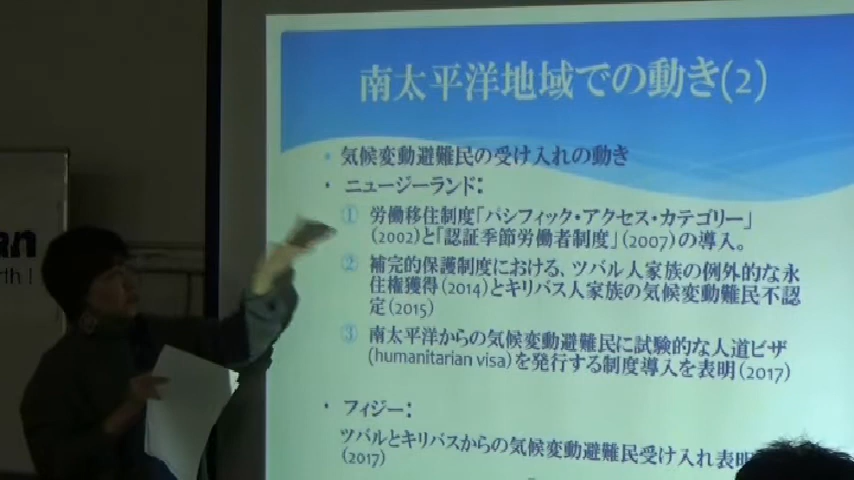 南太平洋地域での動き(2)
気候変動避難民の受け入れの動き
ニュージーランド：
① 労働移住制度「パシフィック・アクセス・カテゴリー」
(2002)と「認証季節労働者制度」(2007)の導入。
② 補完的保護制度における、ツバル人家族の例外的な永
住権獲得(2014)とキリバス人家族の気候変動難民不認
定(2015)
③ 南太平洋からの気候変動避難民に試験的な人道ビザ
(humanitarian visa)を発行する制度導入を表明(2017)
フィジー：
ツバルとキリバスからの気候変動避難民受け入れ表明
(2017)
an
rth!